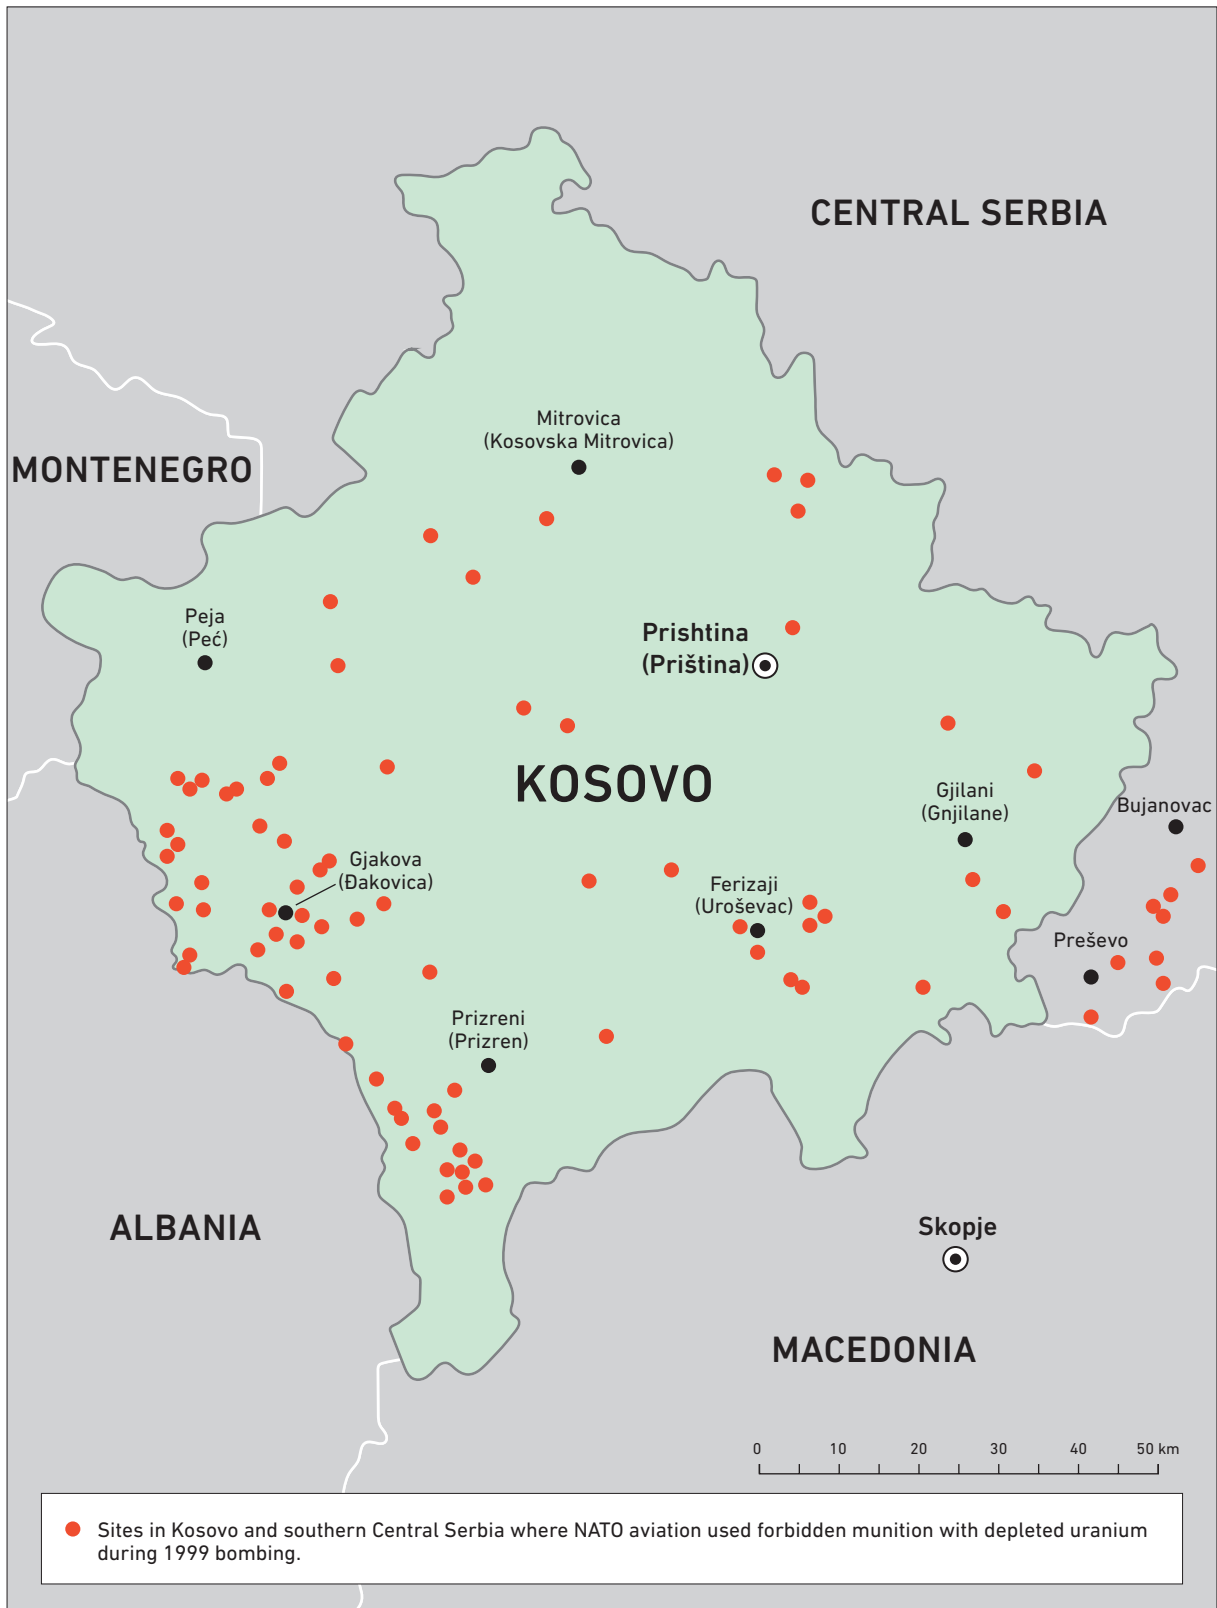 CENTRAL SERBIA
Mitrovica
(Kosovska Mitrovica)
MONTENEGRO
Peja
(Peć)
Prishtina
(Priština)
KOSOVO
Gjilani
(Gnjilane)
Bujanovac
Gjakova
(Đakovica)
Ferizaji
(Uroševac)
Preševo
Prizreni
(Prizren)
ALBANIA
Skopje
MACEDONIA
0 10 20 30 40 50 km
Sites in Kosovo and southern Central Serbia where NATO aviation used forbidden munition with depleted uranium
during 1999 bombing.